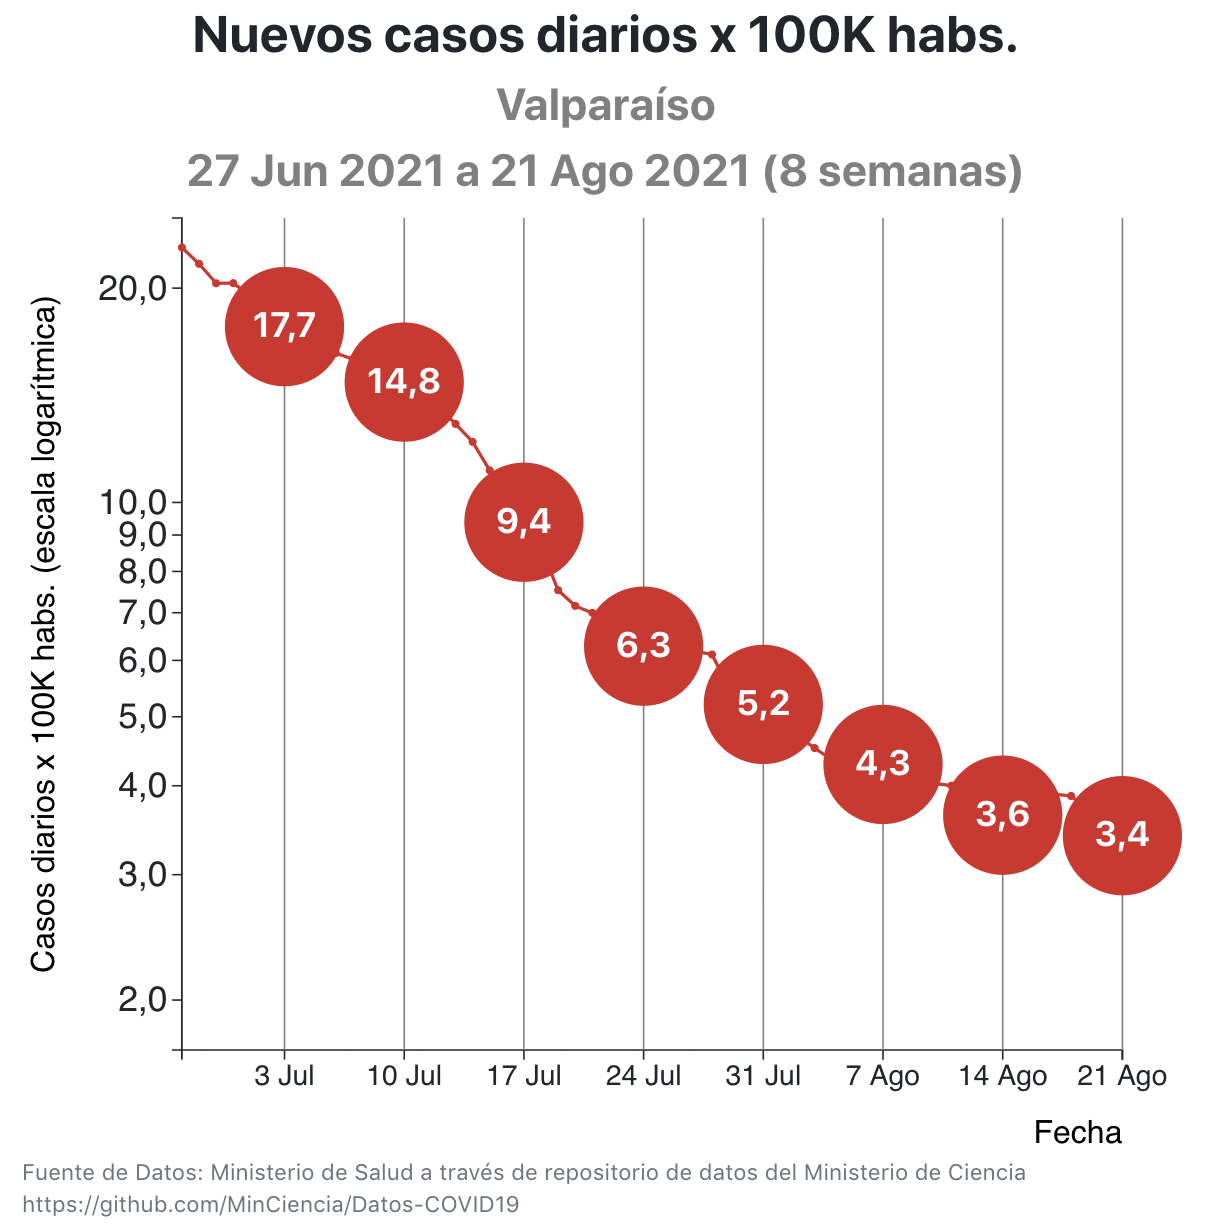 Nuevos casos diarios x 100K habs.
Valparaíso
27 Jun 2021 a 21 Ago 2021 (8 semanas)
Casos diarios x 100K habs. (escala logarítmica)
20,0
10,0
9,0
8,0
7,0
6,0
5,0
4,0
3,0
2,0
17,7
14,8
9,4
6,3
5,2
4,3
3,6
3,4
3 Jul
10 Jul
17 Jul
24 Jul
31 Jul
7 Ago
14 Ago
21 Ago
Fecha
Fuente de Datos: Ministerio de Salud a través de repositorio de datos del Ministerio de Ciencia
https://github.com/MinCiencia/Datos-COVID19